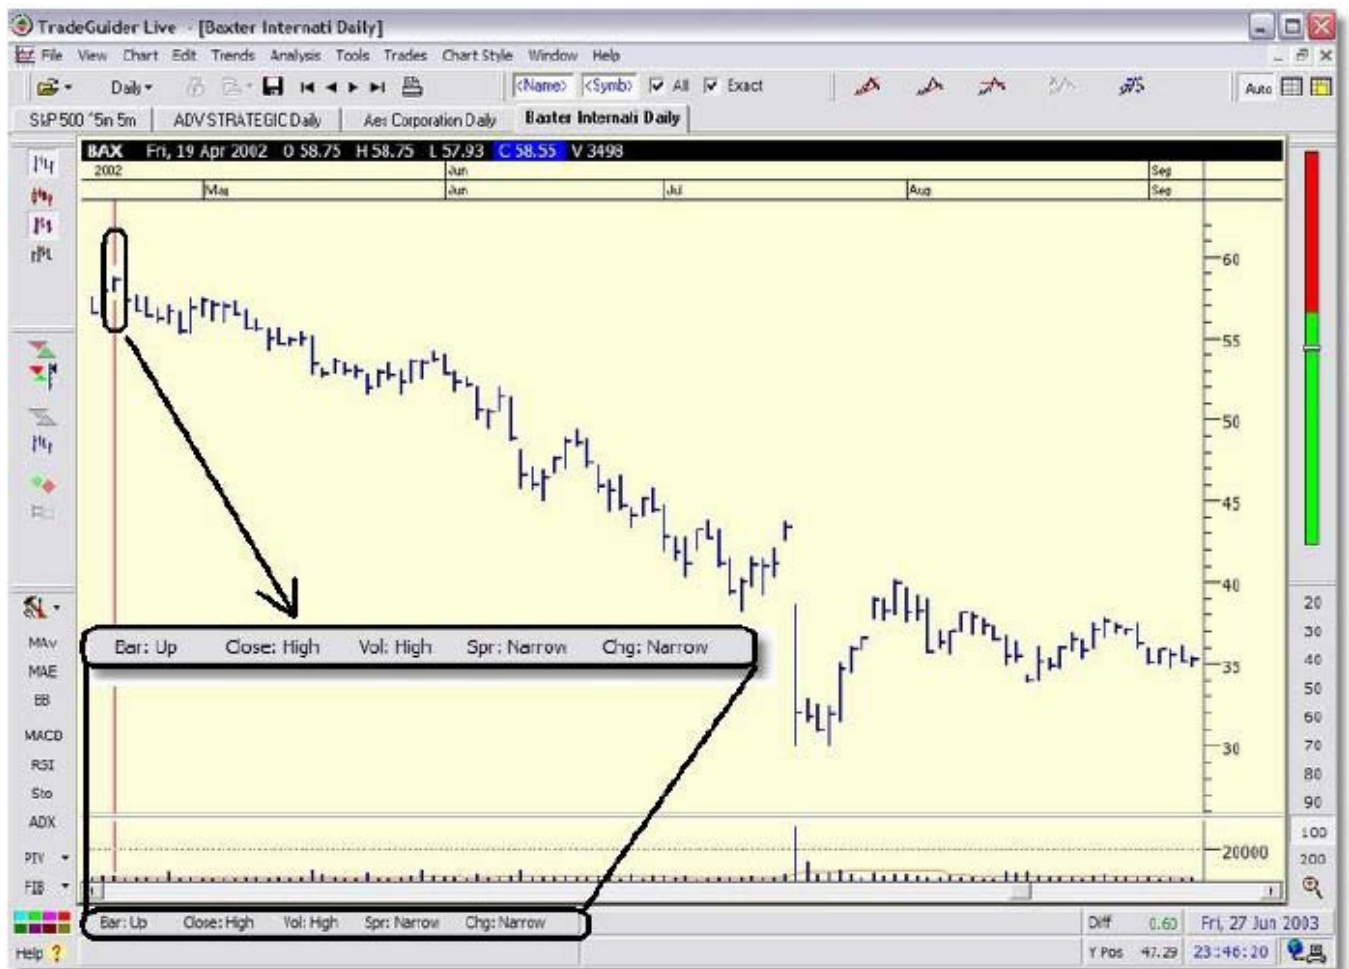 TradeGuider Live - [Baxter Internati Daily]
File View Chart Edit Trends Analysis Tools Trades Chart Style Window Help
Daily <Name> <Symb> All Exact Auto
S&P 500 ^5m 5m ADV STRATEGIC Daily Aes Corporation Daily Baxter Internati Daily
BAX Fri, 19 Apr 2002 O 58.75 H 58.75 L 57.93 C 58.55 V 3498
2002 Jun Sep
May Jun Jul Aug Sep
60
55
50
45
40
35
30
20000
Bar: Up Close: High Vol: High Spr: Narrow Chg: Narrow
MAv
MAE
BB
MACD
RSI
Sto
ADX
PIV
FIB
20
30
40
50
60
70
80
90
100
200
Bar: Up Close: High Vol: High Spr: Narrow Chg: Narrow
Diff 0.60 Fri, 27 Jun 2003
Help ? Y Pos 47.29 23:46:20